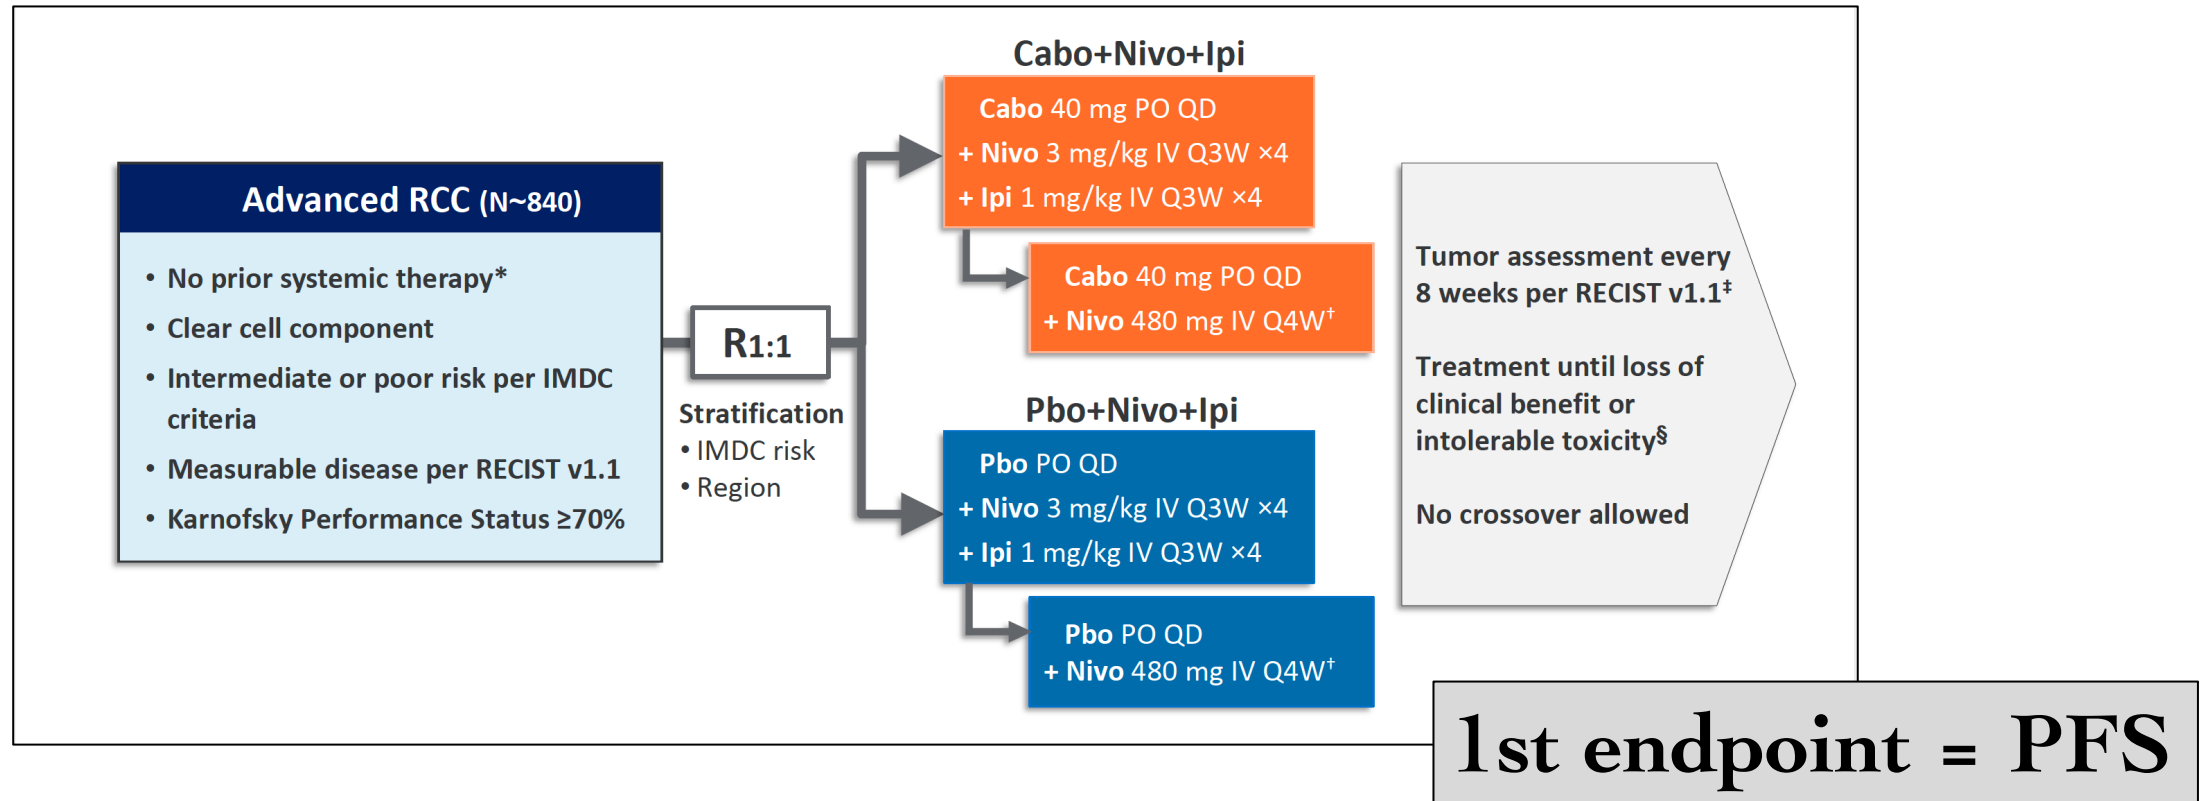 Advanced RCC (N~840)
• No prior systemic therapy*
• Clear cell component
• Intermediate or poor risk per IMDC
criteria
• Measurable disease per RECIST v1.1
• Karnofsky Performance Status ≥70%
R1:1
Stratification
• IMDC risk
• Region
Cabo+Nivo+Ipi
Cabo 40 mg PO QD
+ Nivo 3 mg/kg IV Q3W ×4
+ Ipi 1 mg/kg IV Q3W ×4
Cabo 40 mg PO QD
+ Nivo 480 mg IV Q4W†
Pbo+Nivo+Ipi
Pbo PO QD
+ Nivo 3 mg/kg IV Q3W ×4
+ Ipi 1 mg/kg IV Q3W ×4
Pbo PO QD
+ Nivo 480 mg IV Q4W†
Tumor assessment every
8 weeks per RECIST v1.1‡
Treatment until loss of
clinical benefit or
intolerable toxicity§
No crossover allowed
1st endpoint = PFS